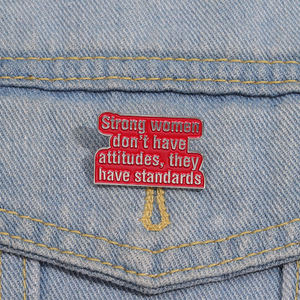 Strong women
don't have
attitudes, they
have standards